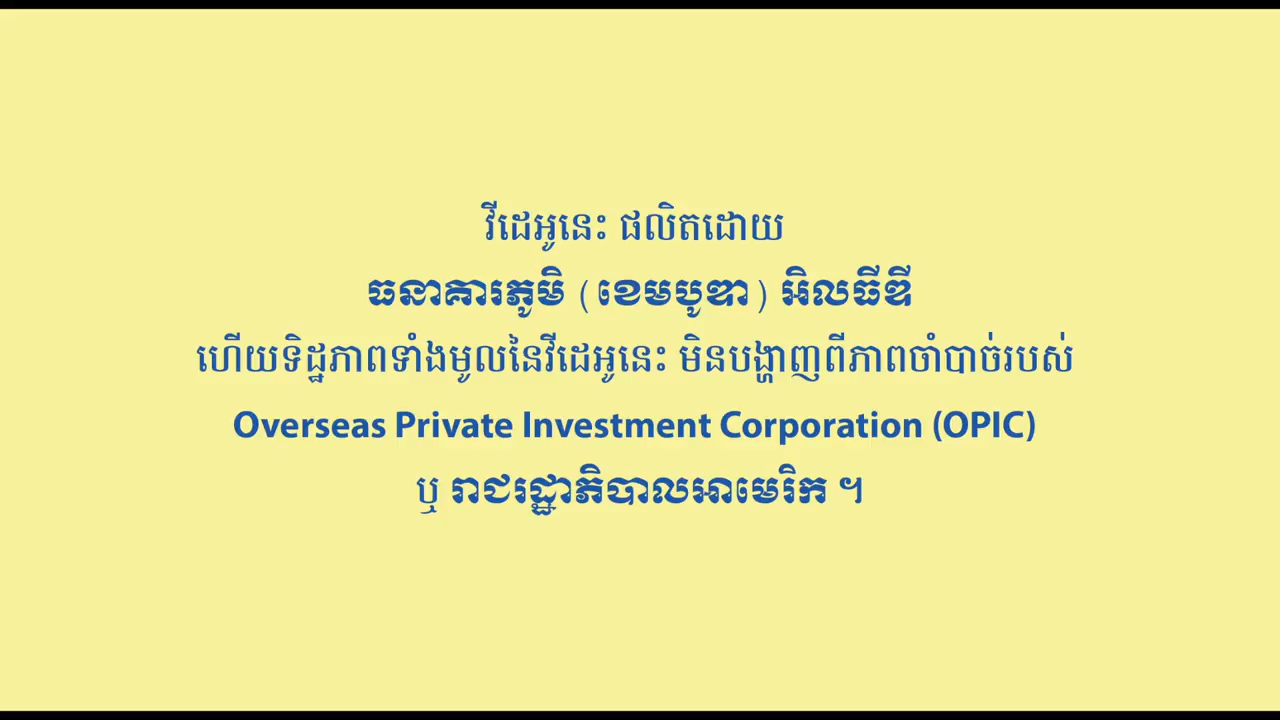 វីដេអូនេះ ផលិតដោយ
ធនាគារភូមិ (ខេមបូឌា) អិលធីឌី
ហើយទិដ្ឋភាពទាំងមូលនៃវីដេអូនេះ មិនបង្ហាញពីភាពចាំបាច់របស់
Overseas Private Investment Corporation (OPIC)
ឬ រាជរដ្ឋាភិបាលអាមេរិក ។